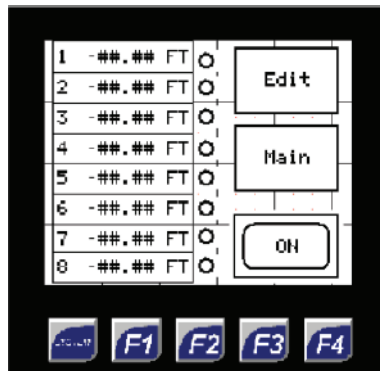 1 -##.## FT
2 -##.## FT
3 -##.## FT
4 -##.## FT
5 -##.## FT
6 -##.## FT
7 -##.## FT
8 -##.## FT
Edit
Main
ON
F1 F2 F3 F4